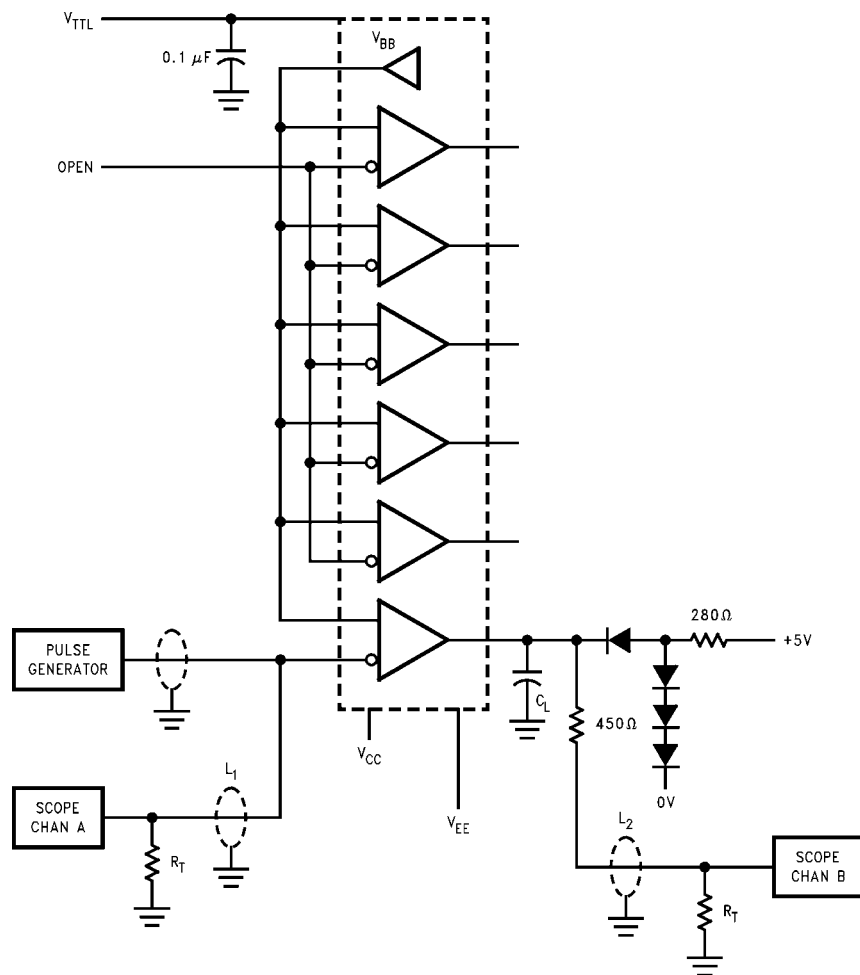 V_TTL
0.1 μF
V_BB
OPEN
280Ω
+5V
PULSE
GENERATOR
C_L
450Ω
V_CC
0V
L_1
SCOPE
CHAN A
V_EE
L_2
R_T
SCOPE
CHAN B
R_T